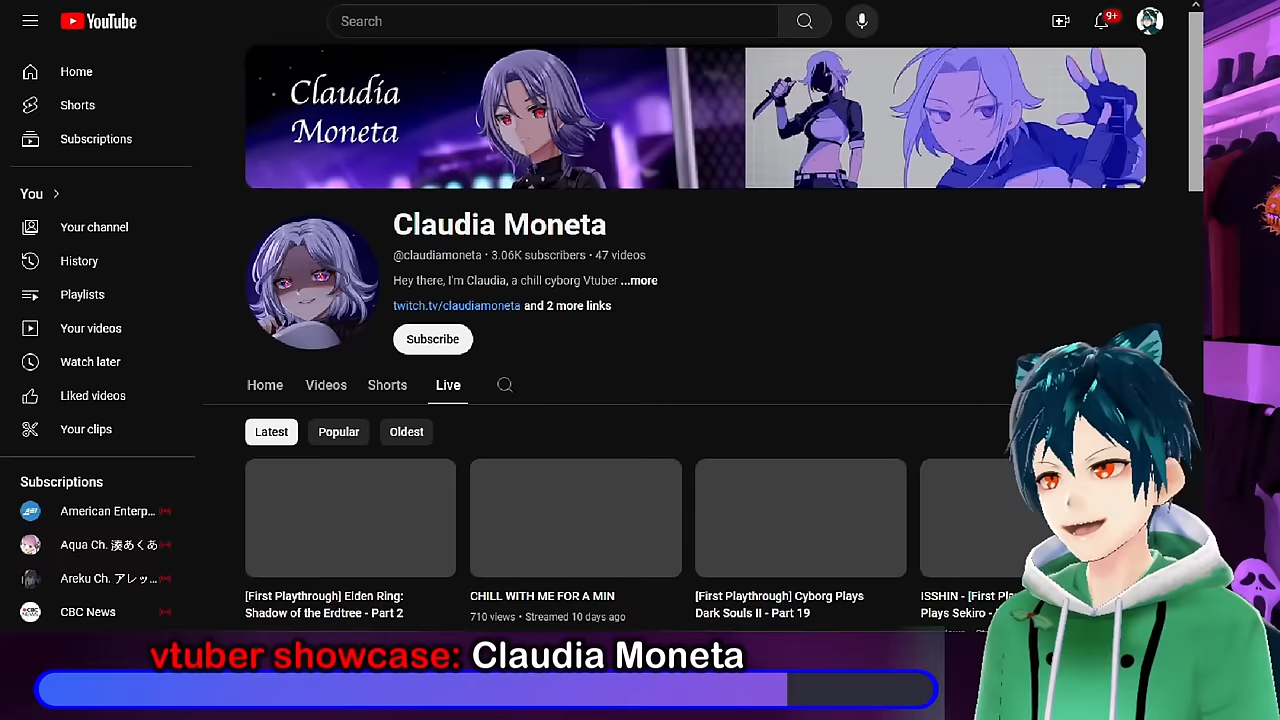 YouTube
Search
9+
Home
Shorts
Subscriptions
You
Your channel
History
Playlists
Your videos
Watch later
Liked videos
Your clips
Subscriptions
American Enterp...
Aqua Ch. 湊あくあ
Areku Ch. アレッ...
CBC News
Claudia
Moneta
Claudia Moneta
@claudiamoneta · 3.06K subscribers · 47 videos
Hey there, I'm Claudia, a chill cyborg Vtuber ...more
twitch.tv/claudiamoneta and 2 more links
Subscribe
Home Videos Shorts Live
Latest Popular Oldest
[First Playthrough] Elden Ring:
Shadow of the Erdtree - Part 2
CHILL WITH ME FOR A MIN
710 views • Streamed 10 days ago
[First Playthrough] Cyborg Plays
Dark Souls II - Part 19
ISSHIN - [First Pla
Plays Sekiro -
vtuber showcase: Claudia Moneta